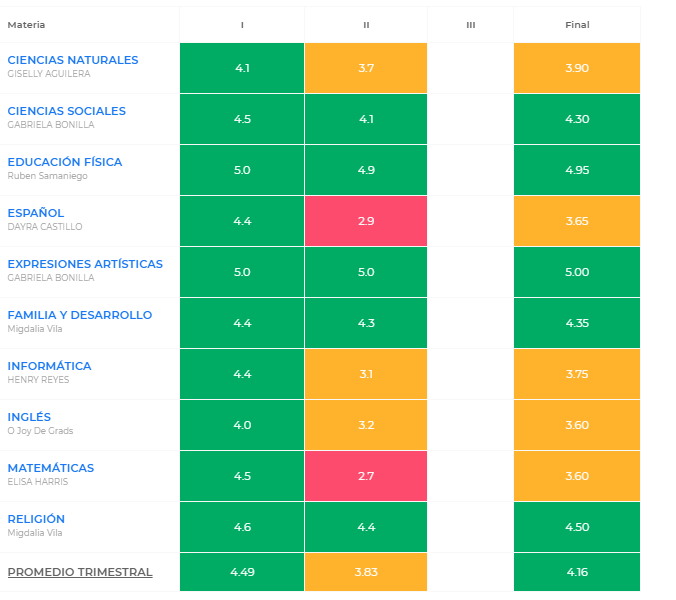 Materia I II III Final
CIENCIAS NATURALES 4.1 3.7 3.90
GISELLY AGUILERA
CIENCIAS SOCIALES 4.5 4.1 4.30
GABRIELA BONILLA
EDUCACIÓN FÍSICA 5.0 4.9 4.95
Ruben Samaniego
ESPAÑOL 4.4 2.9 3.65
DAYRA CASTILLO
EXPRESIONES ARTÍSTICAS 5.0 5.0 5.00
GABRIELA BONILLA
FAMILIA Y DESARROLLO 4.4 4.3 4.35
Migdalia Vila
INFORMÁTICA 4.4 3.1 3.75
HENRY REYES
INGLÉS 4.0 3.2 3.60
O Joy De Grads
MATEMÁTICAS 4.5 2.7 3.60
ELISA HARRIS
RELIGIÓN 4.6 4.4 4.50
Migdalia Vila
PROMEDIO TRIMESTRAL 4.49 3.83 4.16